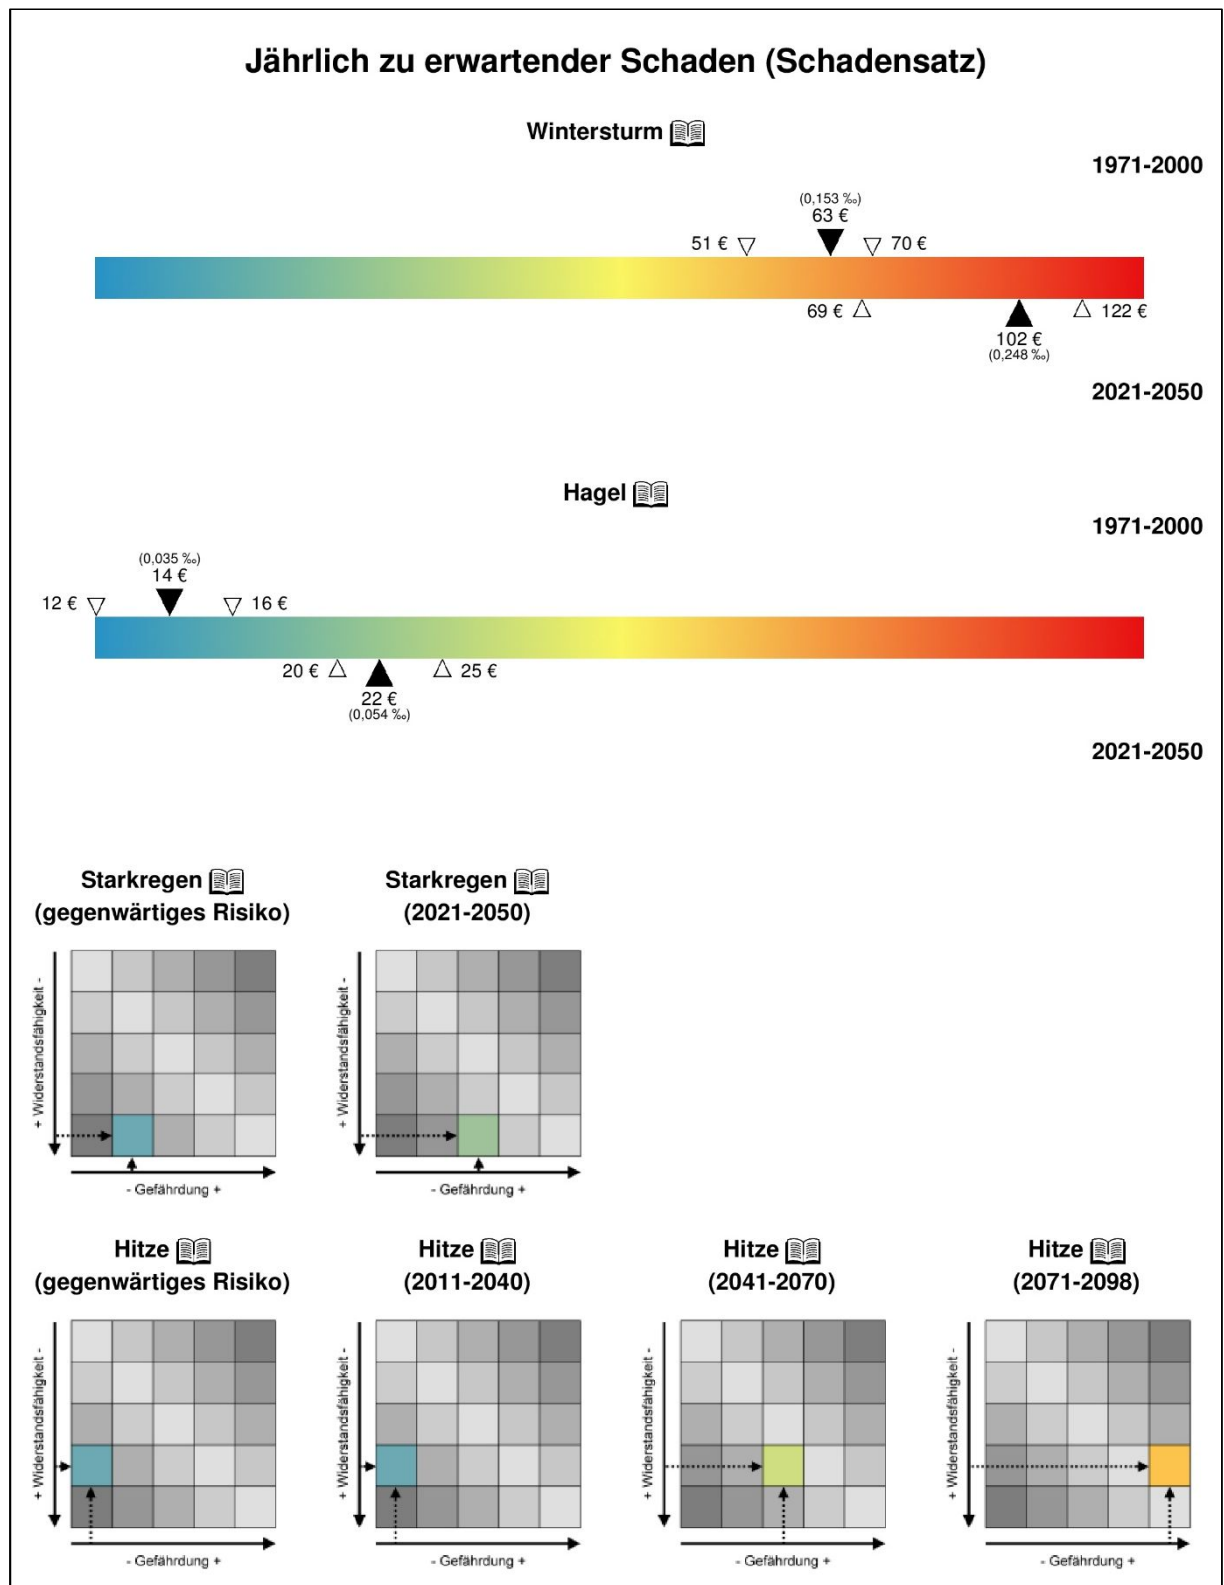 Jährlich zu erwartender Schaden (Schadensatz)
Wintersturm
1971-2000
(0,153 ‰)
63 €
51 €
70 €
69 €
122 €
102 €
(0,248 ‰)
2021-2050
Hagel
1971-2000
(0,035 ‰)
14 €
12 €
16 €
20 €
25 €
22 €
(0,054 ‰)
2021-2050
Starkregen
(gegenwärtiges Risiko)
+ Widerstandsfähigkeit -
- Gefährdung +
Starkregen
(2021-2050)
+ Widerstandsfähigkeit -
- Gefährdung +
Hitze
(gegenwärtiges Risiko)
+ Widerstandsfähigkeit -
- Gefährdung +
Hitze
(2011-2040)
+ Widerstandsfähigkeit -
- Gefährdung +
Hitze
(2041-2070)
+ Widerstandsfähigkeit -
- Gefährdung +
Hitze
(2071-2098)
+ Widerstandsfähigkeit -
- Gefährdung +